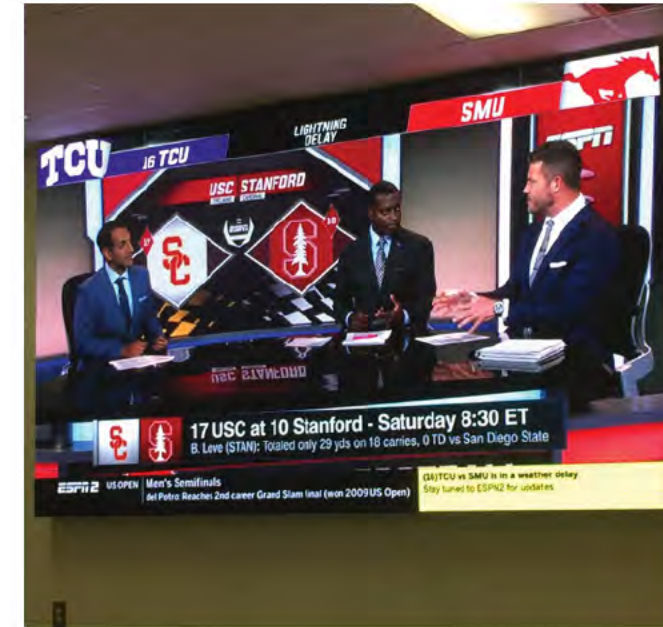 TCU
16 TCU
LIGHTNING
DELAY
SMU
ESPN
USC STANFORD
17
10
SC
S
17 USC at 10 Stanford - Saturday 8:30 ET
B. Love (STAN): Totaled only 29 yds on 18 carries, 0 TD vs San Diego State
ESPN2 US OPEN
Men's Semifinals
del Potro: Reaches 2nd career Grand Slam final (won 2009 US Open)
(16)TCU vs SMU is in a weather delay
Stay tuned to ESPN2 for updates